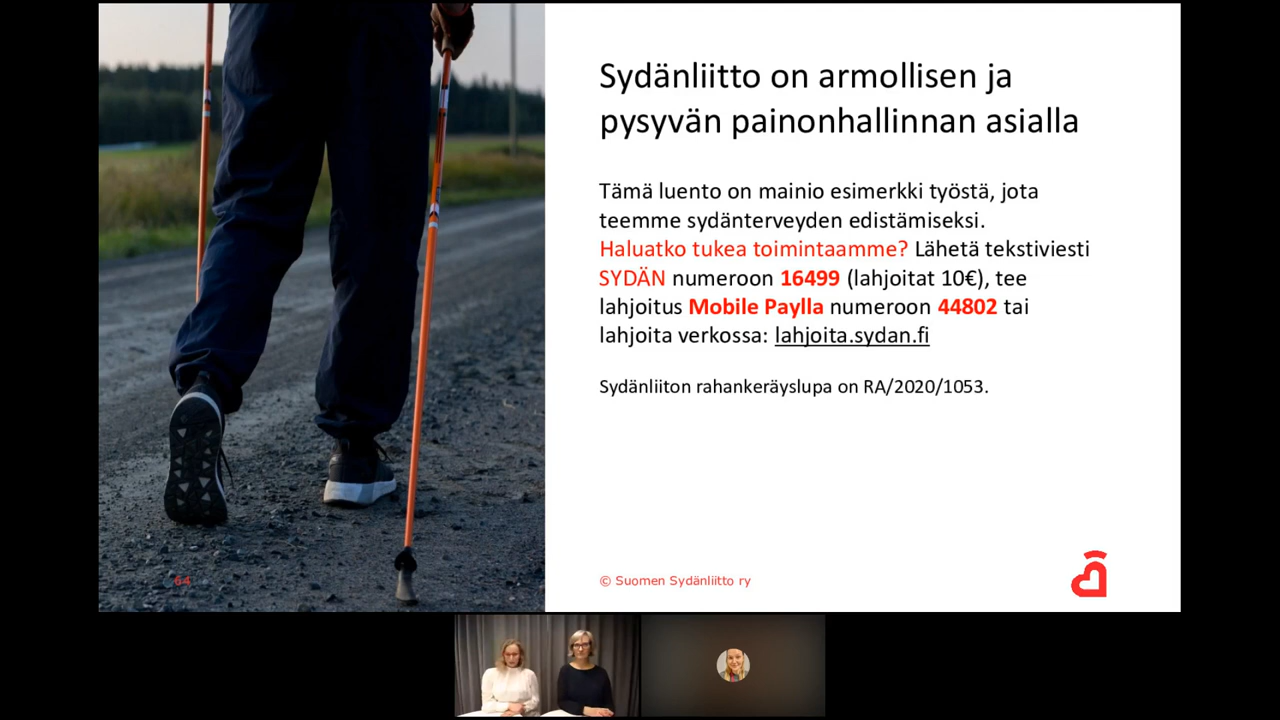 Sydänliitto on armollisen ja
pysyvän painonhallinnan asialla
Tämä luento on mainio esimerkki työstä, jota
teemme sydänterveyden edistämiseksi.
Haluatko tukea toimintaamme? Lähetä tekstiviesti
SYDÄN numeroon 16499 (lahjoitat 10€), tee
lahjoitus Mobile Paylla numeroon 44802 tai
lahjoita verkossa: lahjoita.sydan.fi
Sydänliiton rahankeräyslupa on RA/2020/1053.
64
© Suomen Sydänliitto ry